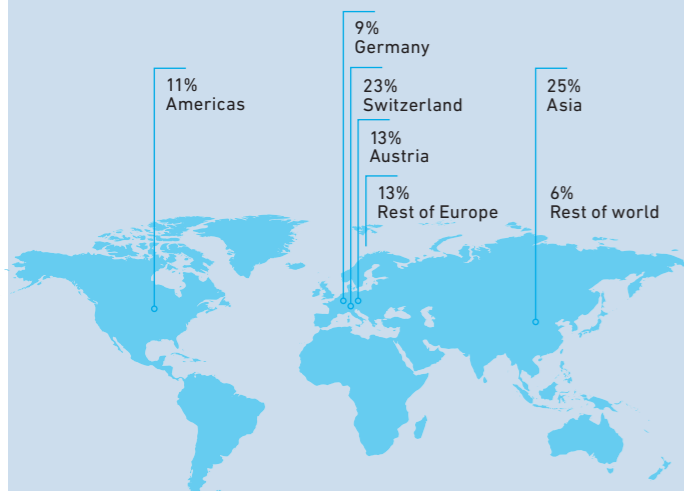 9%
Germany
11%
Americas
23%
Switzerland
25%
Asia
13%
Austria
13%
Rest of Europe
6%
Rest of world